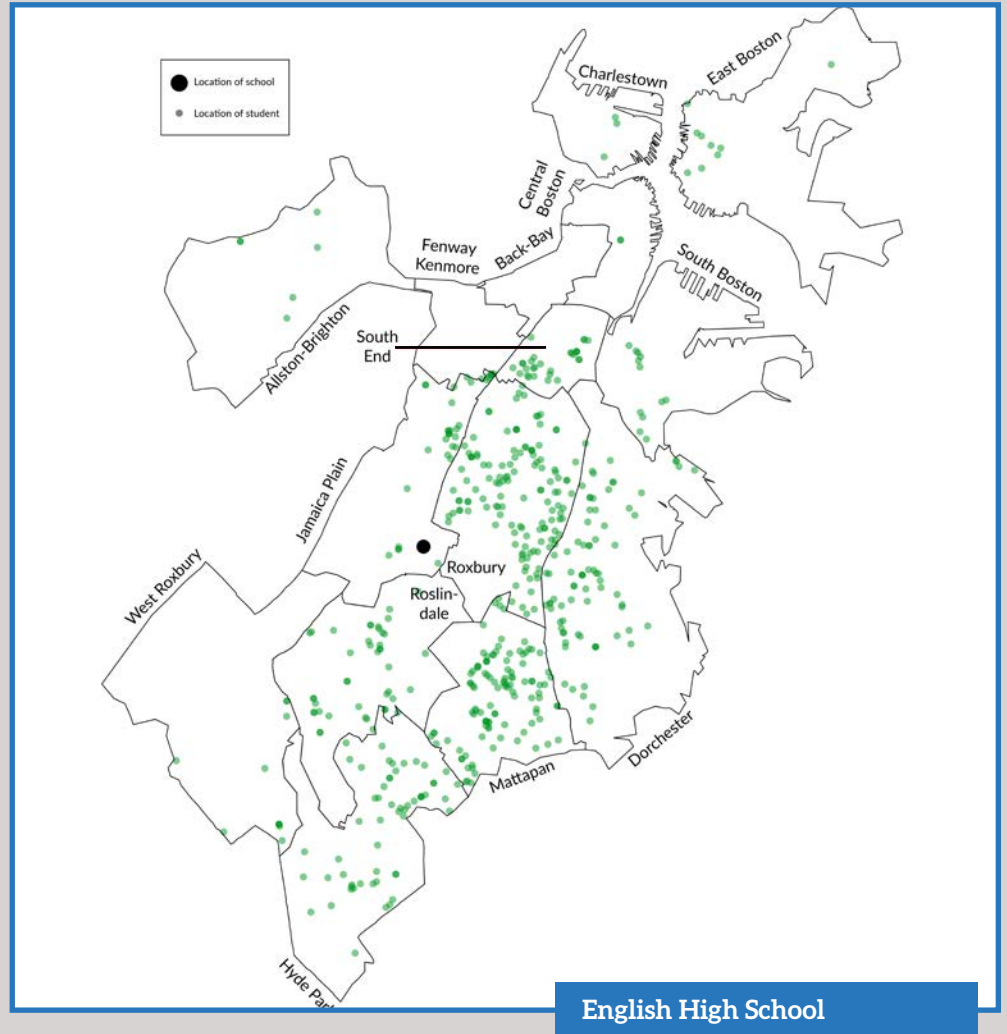 Location of school
Location of student
Charlestown
East Boston
Central
Boston
Fenway
Kenmore
Back-Bay
South Boston
Allston-Brighton
South
End
Jamaica Plain
West Roxbury
Roxbury
Roslin-
dale
Mattapan
Dorchester
Hyde Par
English High School